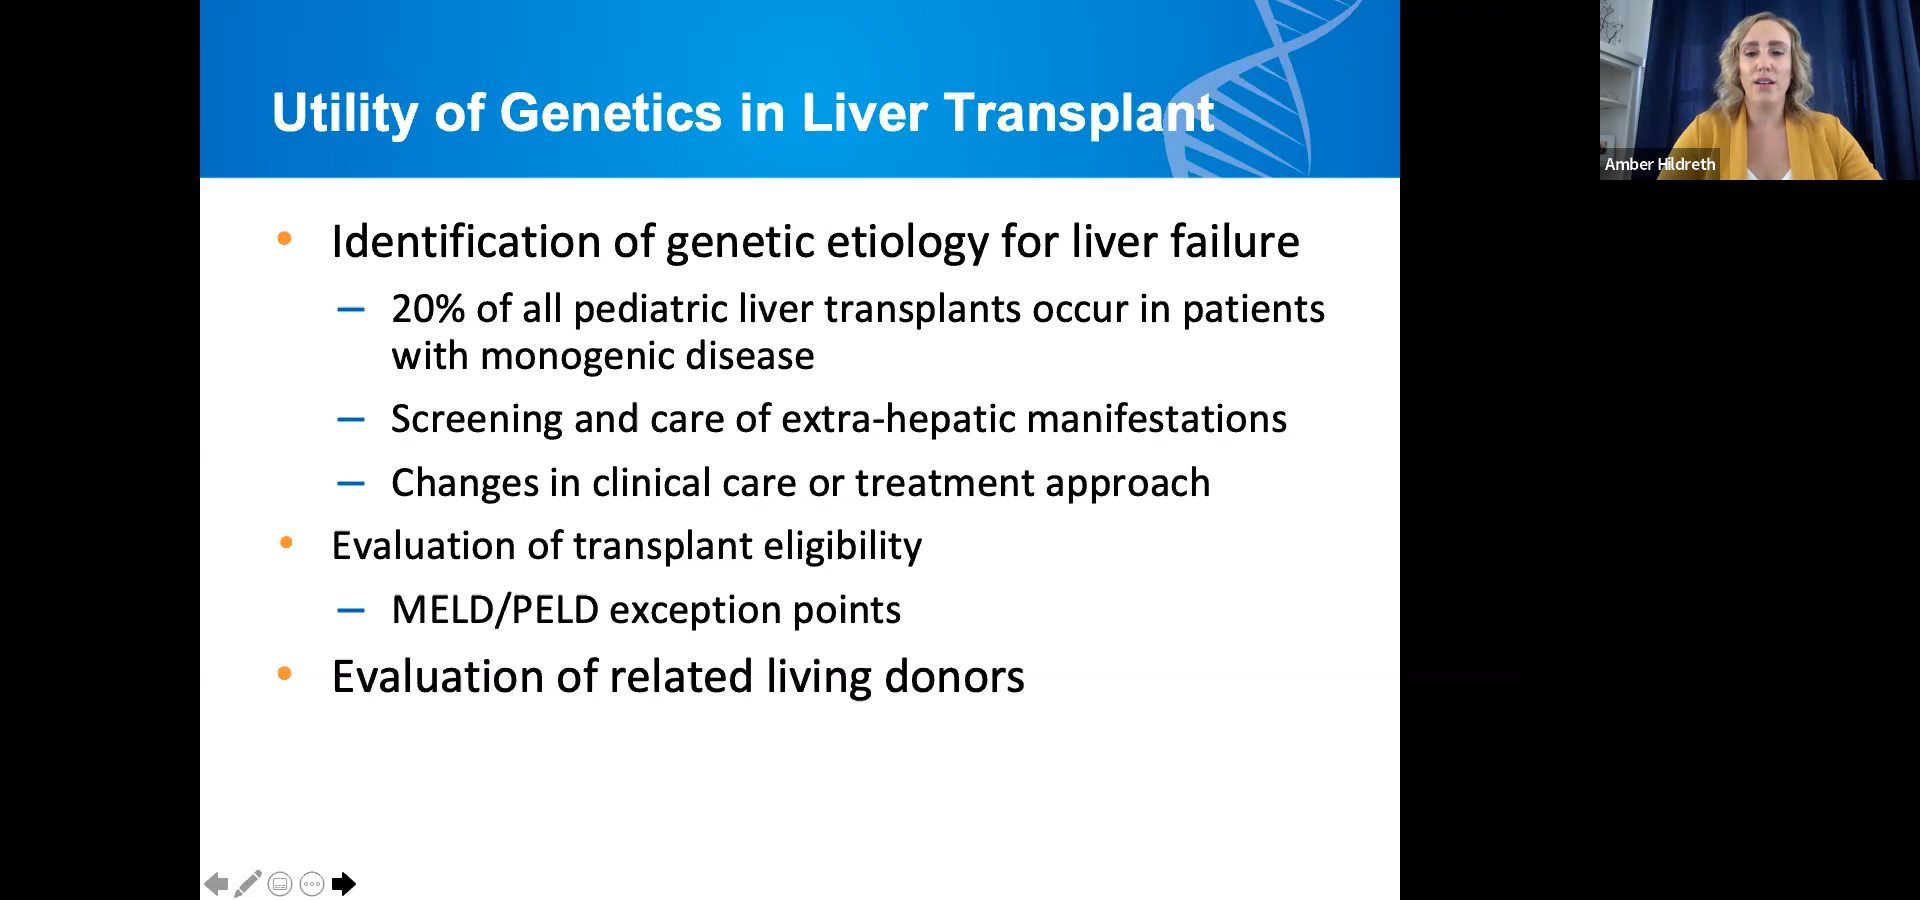 Utility of Genetics in Liver Transplant
Amber Hildreth
• Identification of genetic etiology for liver failure
– 20% of all pediatric liver transplants occur in patients
with monogenic disease
– Screening and care of extra-hepatic manifestations
– Changes in clinical care or treatment approach
• Evaluation of transplant eligibility
– MELD/PELD exception points
• Evaluation of related living donors